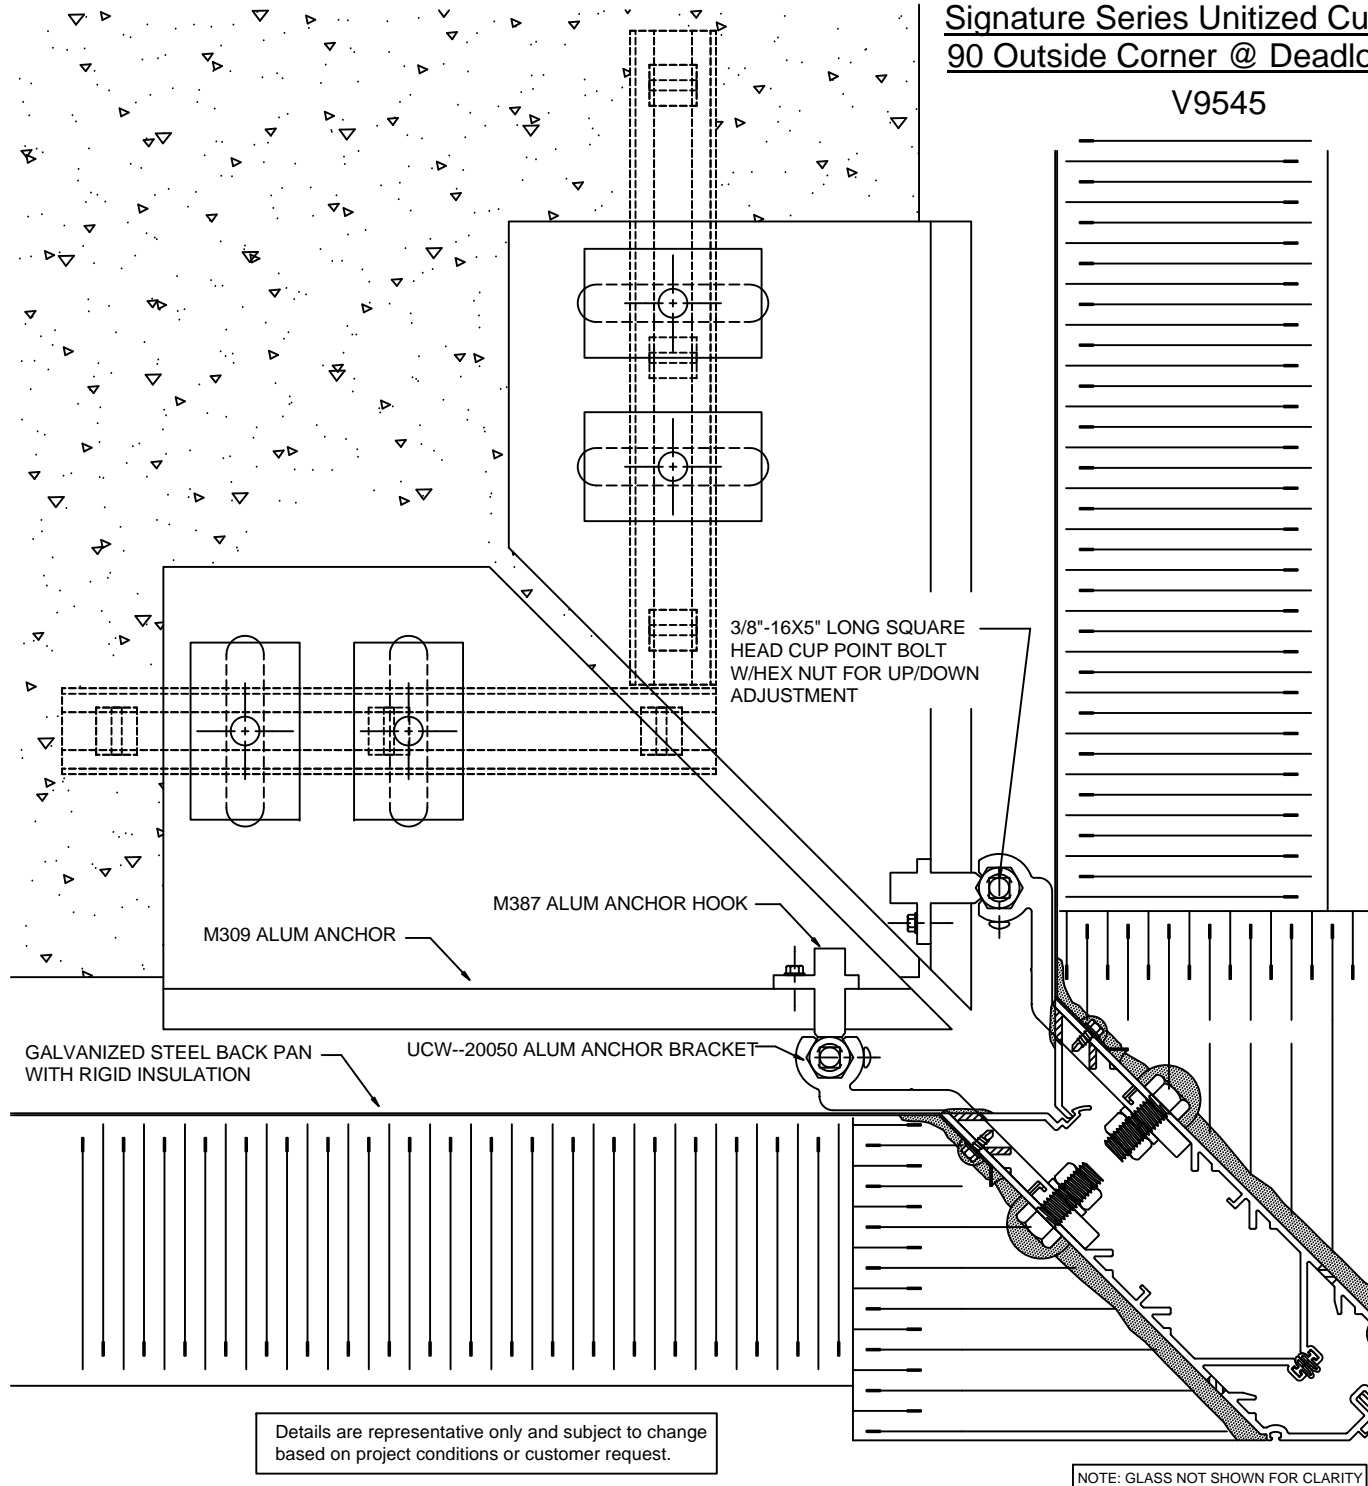 Signature Series Unitized Cu
90 Outside Corner @ Deadlo
V9545
3/8"-16X5" LONG SQUARE
HEAD CUP POINT BOLT
W/HEX NUT FOR UP/DOWN
ADJUSTMENT
M387 ALUM ANCHOR HOOK
M309 ALUM ANCHOR
GALVANIZED STEEL BACK PAN
WITH RIGID INSULATION
UCW--20050 ALUM ANCHOR BRACKET
Details are representative only and subject to change
based on project conditions or customer request.
NOTE: GLASS NOT SHOWN FOR CLARITY